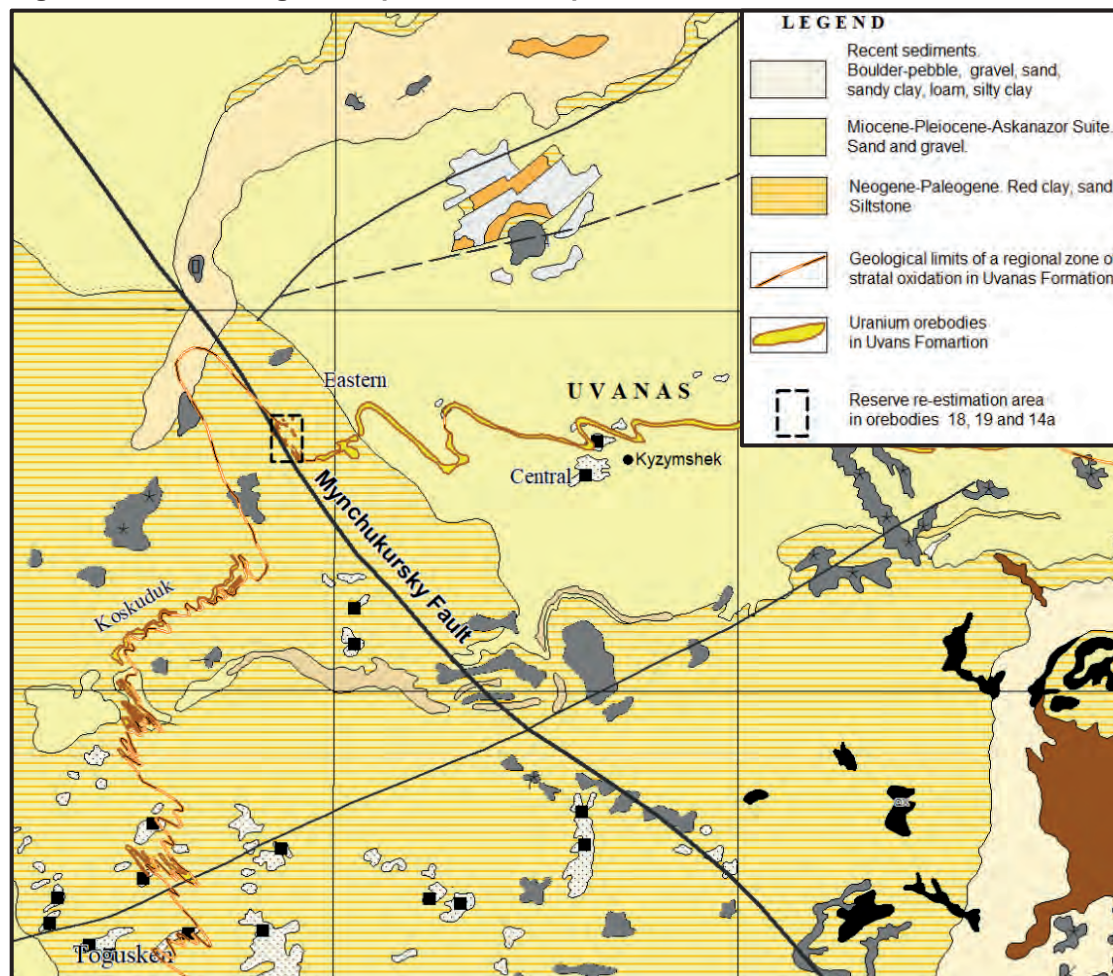 LEGEND
Recent sediments.
Boulder-pebble, gravel, sand,
sandy clay, loam, silty clay
Miocene-Pleiocene-Askanazor Suite.
Sand and gravel.
Neogene-Paleogene. Red clay, sand
Siltstone
Geological limits of a regional zone of
stratal oxidation in Uvanas Formation
Uranium orebodies
in Uvans Fomartion
Reserve re-estimation area
in orebodies 18, 19 and 14a
Eastern
UVANAS
Central
Kyzymshek
Mynchukursky Fault
Koskuduk
Togusken